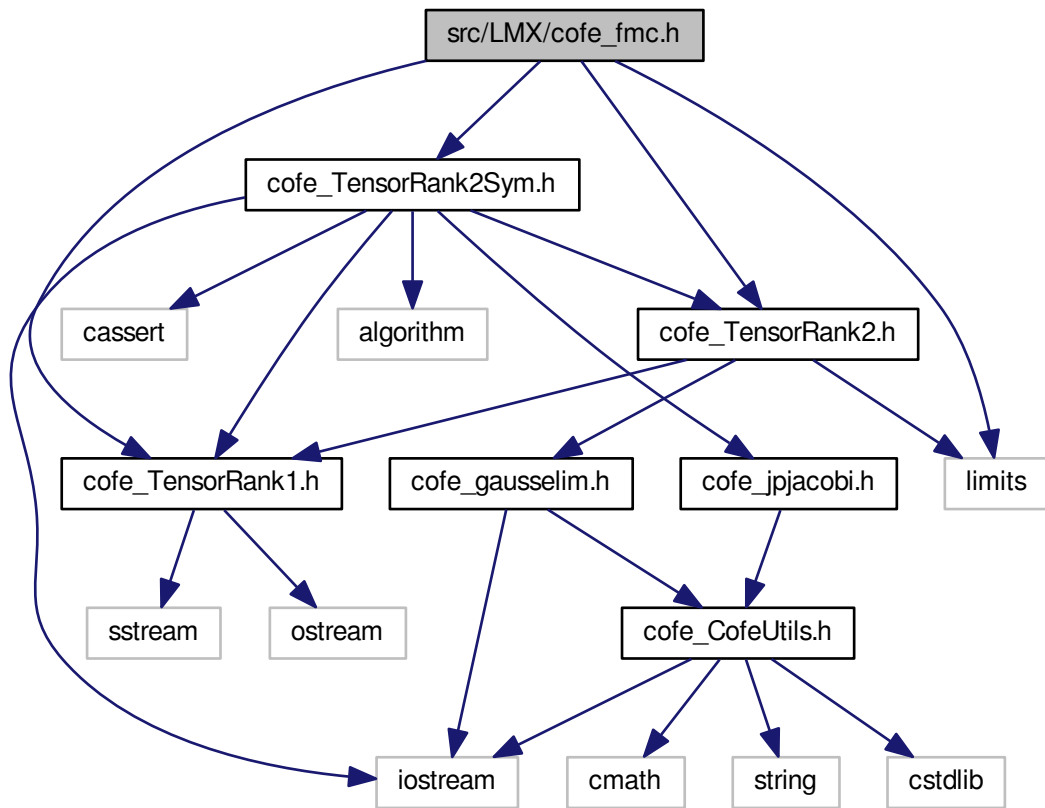 src/LMX/cofe_fmc.h
cofe_TensorRank2Sym.h
cassert
algorithm
cofe_TensorRank2.h
cofe_TensorRank1.h
cofe_gausselim.h
cofe_jpjacobi.h
limits
sstream
ostream
cofe_CofeUtils.h
iostream
cmath
string
cstdlib